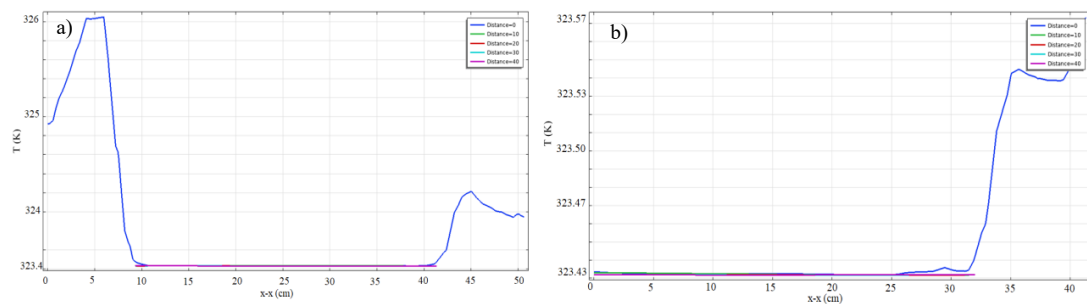 a)
326
325
324
323.4
T (K)
0
5
10
15
20
25
30
35
40
45
50
x-x (cm)
Distance=0
Distance=10
Distance=20
Distance=30
Distance=40
b)
323.57
323.53
323.50
323.47
323.43
T (K)
0
5
10
15
20
25
30
35
40
x-x (cm)
Distance=0
Distance=10
Distance=20
Distance=30
Distance=40